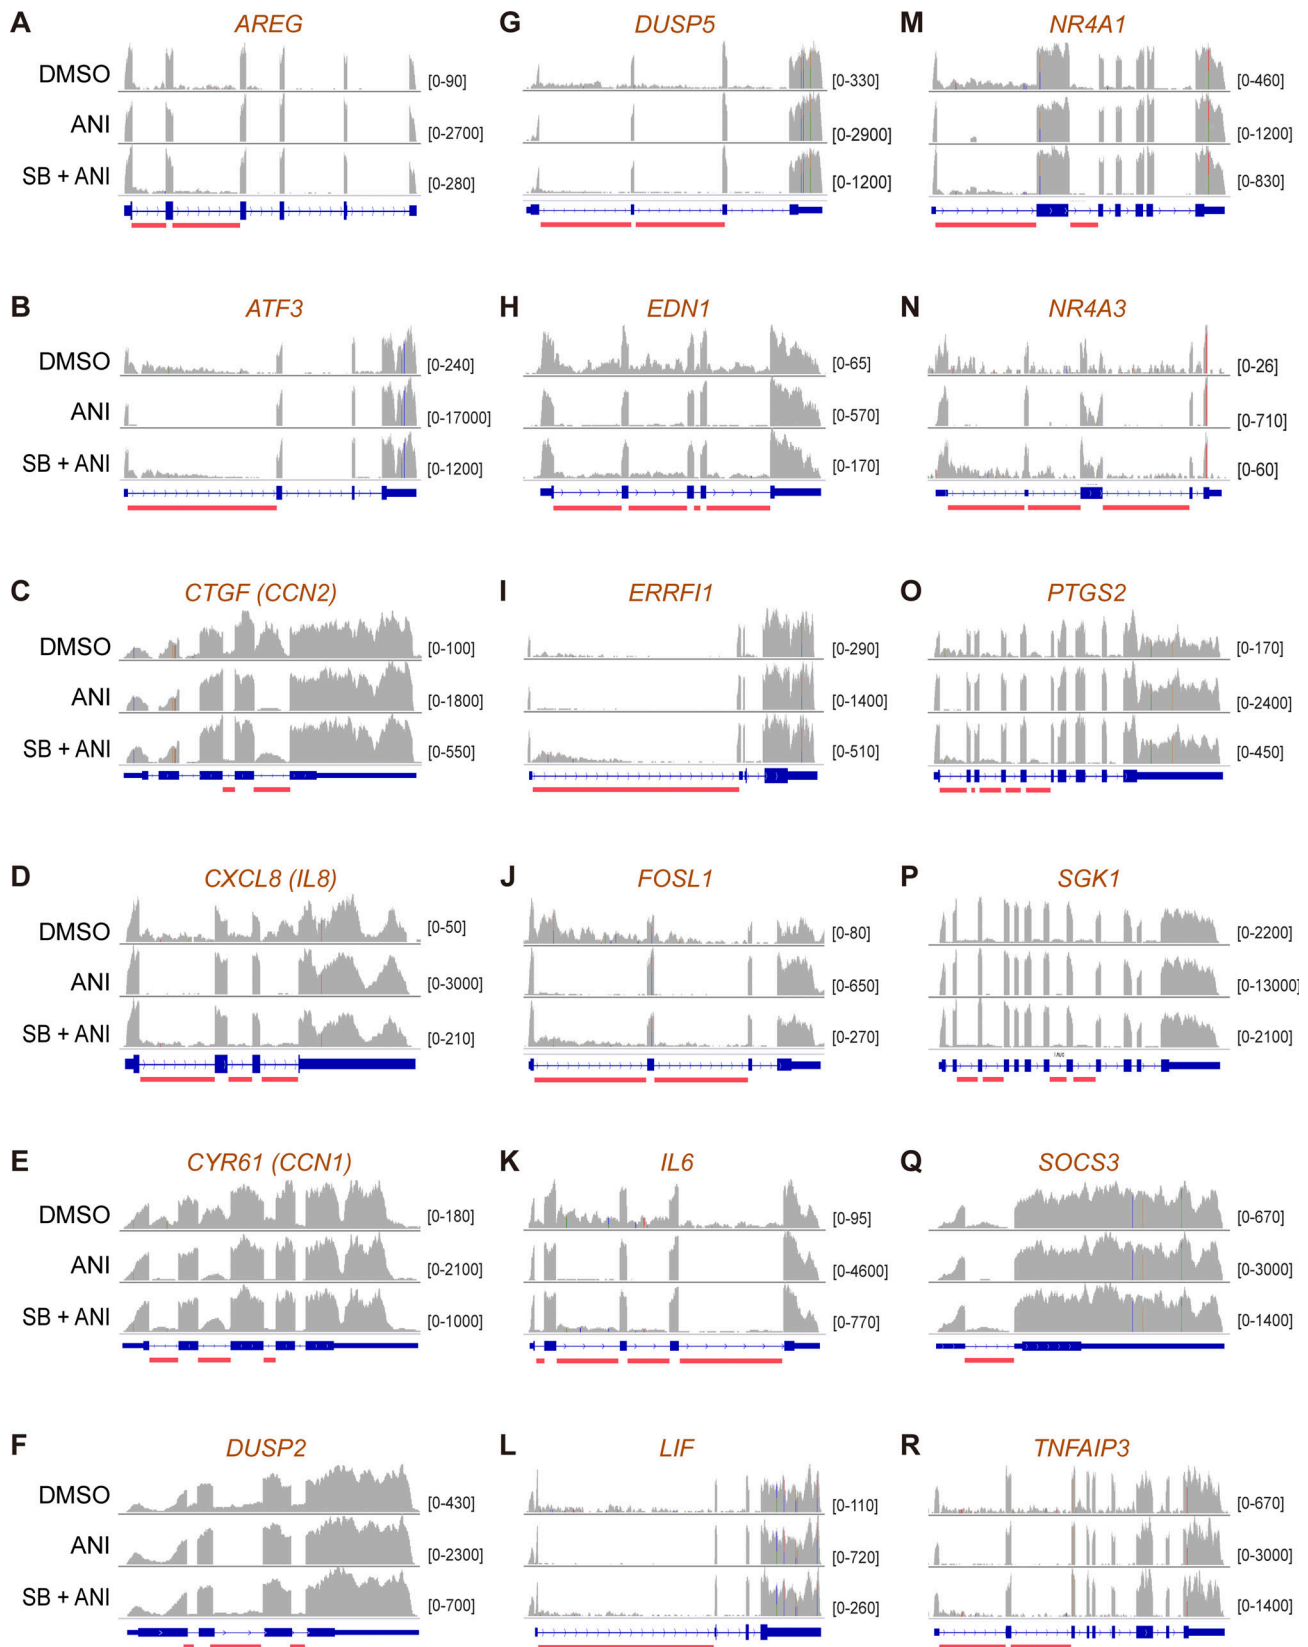 A AREG
DMSO [0-90]
ANI [0-2700]
SB + ANI [0-280]
G DUSP5
[0-330]
[0-2900]
[0-1200]
M NR4A1
[0-460]
[0-1200]
[0-830]
B ATF3
DMSO [0-240]
ANI [0-17000]
SB + ANI [0-1200]
H EDN1
[0-65]
[0-570]
[0-170]
N NR4A3
[0-26]
[0-710]
[0-60]
C CTGF (CCN2)
DMSO [0-100]
ANI [0-1800]
SB + ANI [0-550]
I ERRFI1
[0-290]
[0-1400]
[0-510]
O PTGS2
[0-170]
[0-2400]
[0-450]
D CXCL8 (IL8)
DMSO [0-50]
ANI [0-3000]
SB + ANI [0-210]
J FOSL1
[0-80]
[0-650]
[0-270]
P SGK1
[0-2200]
[0-13000]
[0-2100]
E CYR61 (CCN1)
DMSO [0-180]
ANI [0-2100]
SB + ANI [0-1000]
K IL6
[0-95]
[0-4600]
[0-770]
Q SOCS3
[0-670]
[0-3000]
[0-1400]
F DUSP2
DMSO [0-430]
ANI [0-2300]
SB + ANI [0-700]
L LIF
[0-110]
[0-720]
[0-260]
R TNFAIP3
[0-670]
[0-3000]
[0-1400]